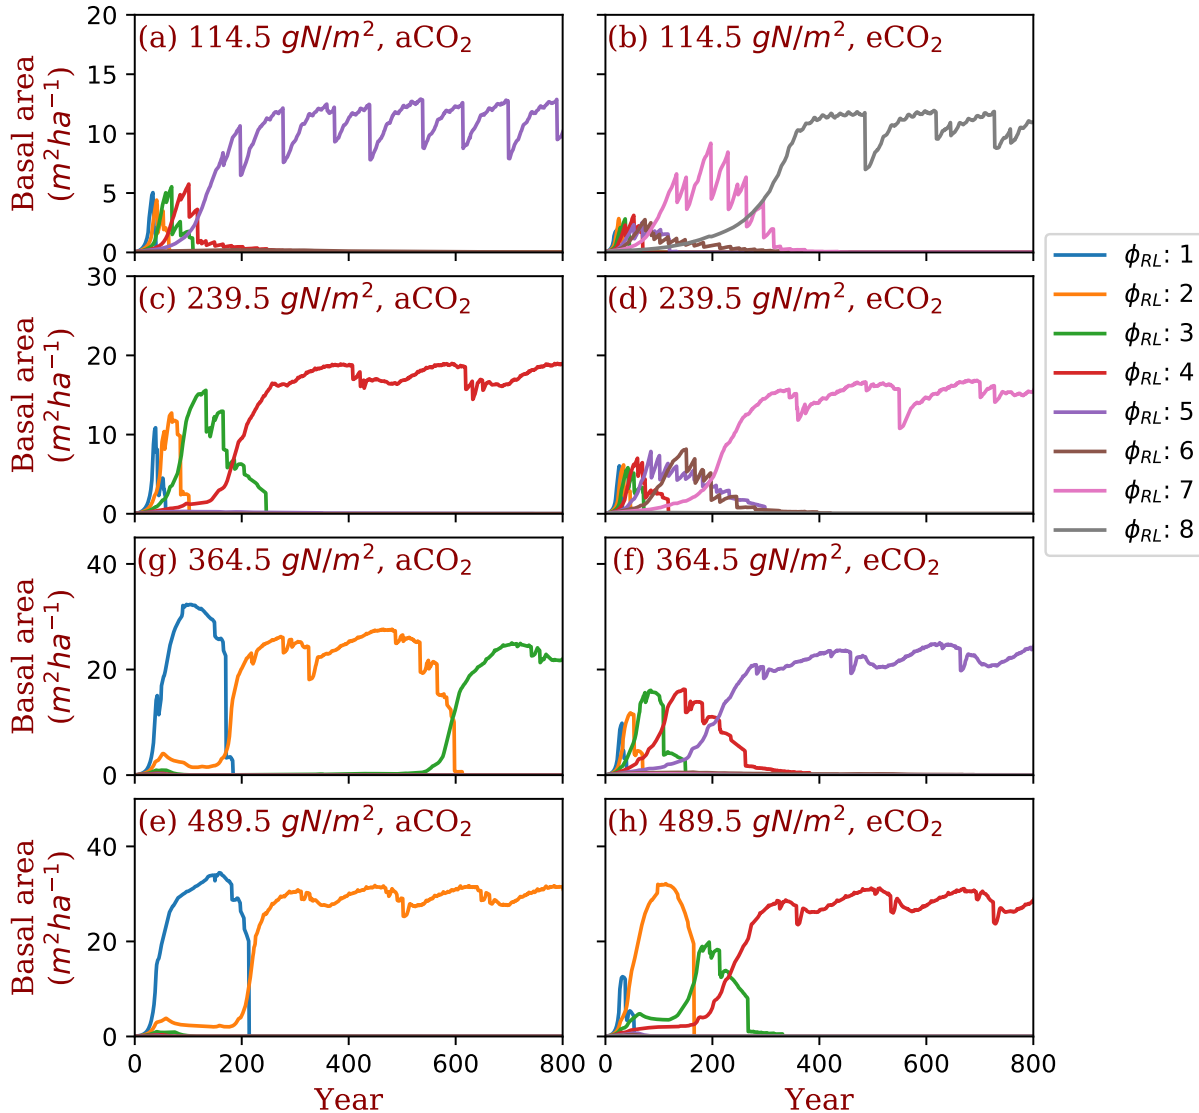 (a) 114.5 gN/m², aCO₂
(b) 114.5 gN/m², eCO₂
Basal area
(m²ha⁻¹)
20
15
10
5
0
(c) 239.5 gN/m², aCO₂
(d) 239.5 gN/m², eCO₂
Basal area
(m²ha⁻¹)
30
20
10
0
(g) 364.5 gN/m², aCO₂
(f) 364.5 gN/m², eCO₂
Basal area
(m²ha⁻¹)
40
20
0
(e) 489.5 gN/m², aCO₂
(h) 489.5 gN/m², eCO₂
Basal area
(m²ha⁻¹)
40
20
0
0 200 400 600 800
0 200 400 600 800
Year
Year
ϕRL: 1
ϕRL: 2
ϕRL: 3
ϕRL: 4
ϕRL: 5
ϕRL: 6
ϕRL: 7
ϕRL: 8